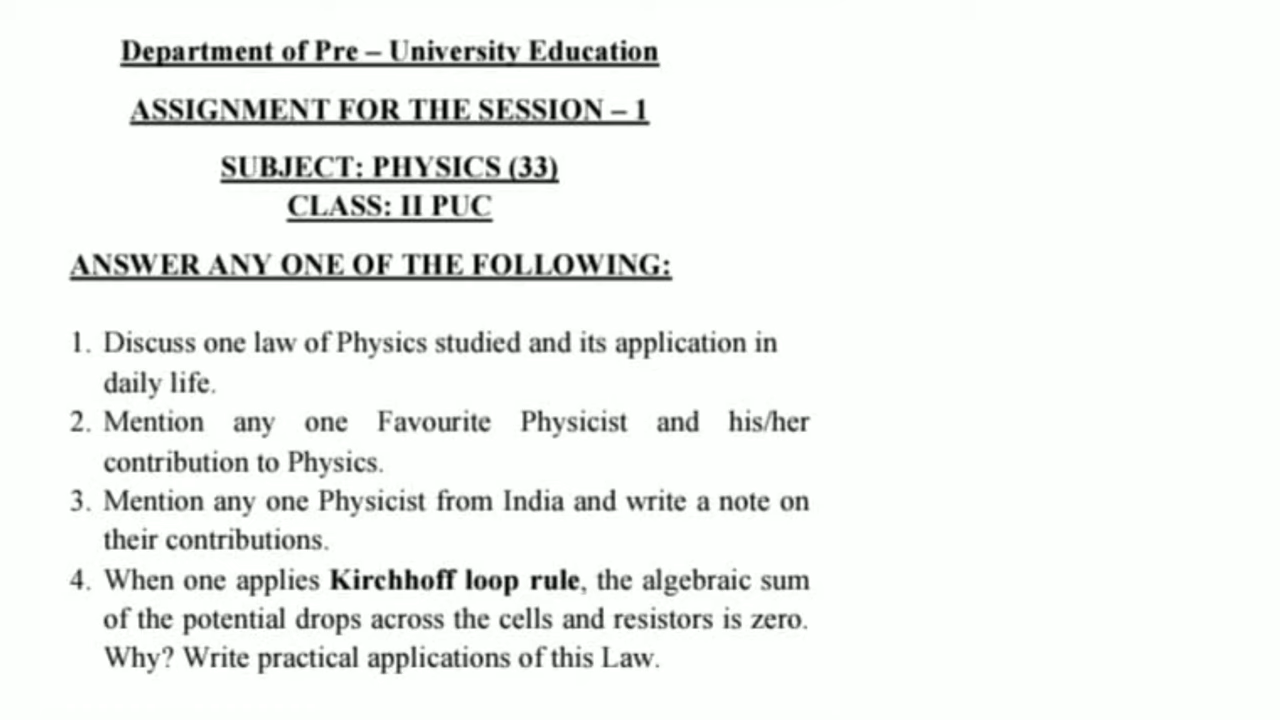 Department of Pre – University Education
ASSIGNMENT FOR THE SESSION – 1
SUBJECT: PHYSICS (33)
CLASS: II PUC
ANSWER ANY ONE OF THE FOLLOWING:
1. Discuss one law of Physics studied and its application in
daily life.
2. Mention any one Favourite Physicist and his/her
contribution to Physics.
3. Mention any one Physicist from India and write a note on
their contributions.
4. When one applies Kirchhoff loop rule, the algebraic sum
of the potential drops across the cells and resistors is zero.
Why? Write practical applications of this Law.